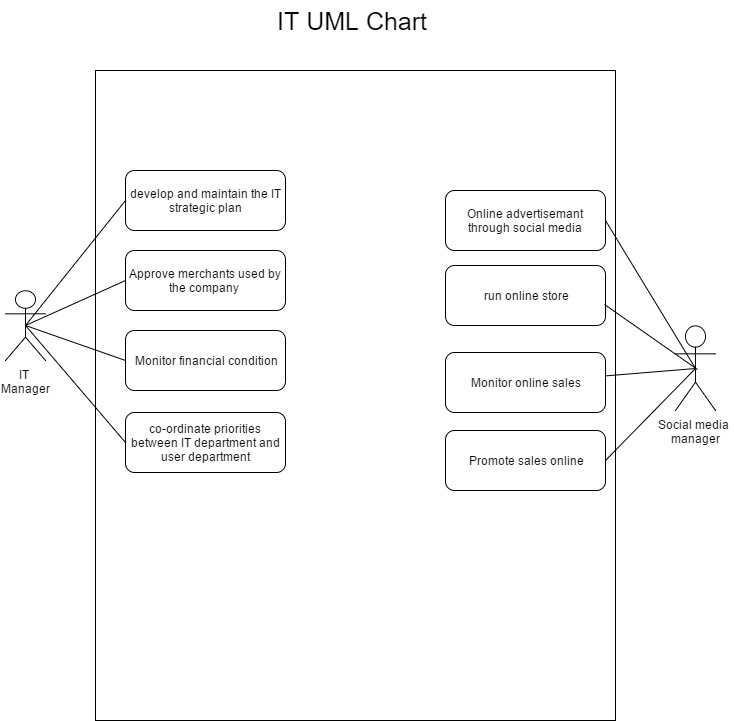 IT UML Chart
develop and maintain the IT
strategic plan
Approve merchants used by
the company
Monitor financial condition
co-ordinate priorities
between IT department and
user department
IT
Manager
Online advertisemant
through social media
run online store
Monitor online sales
Promote sales online
Social media
manager